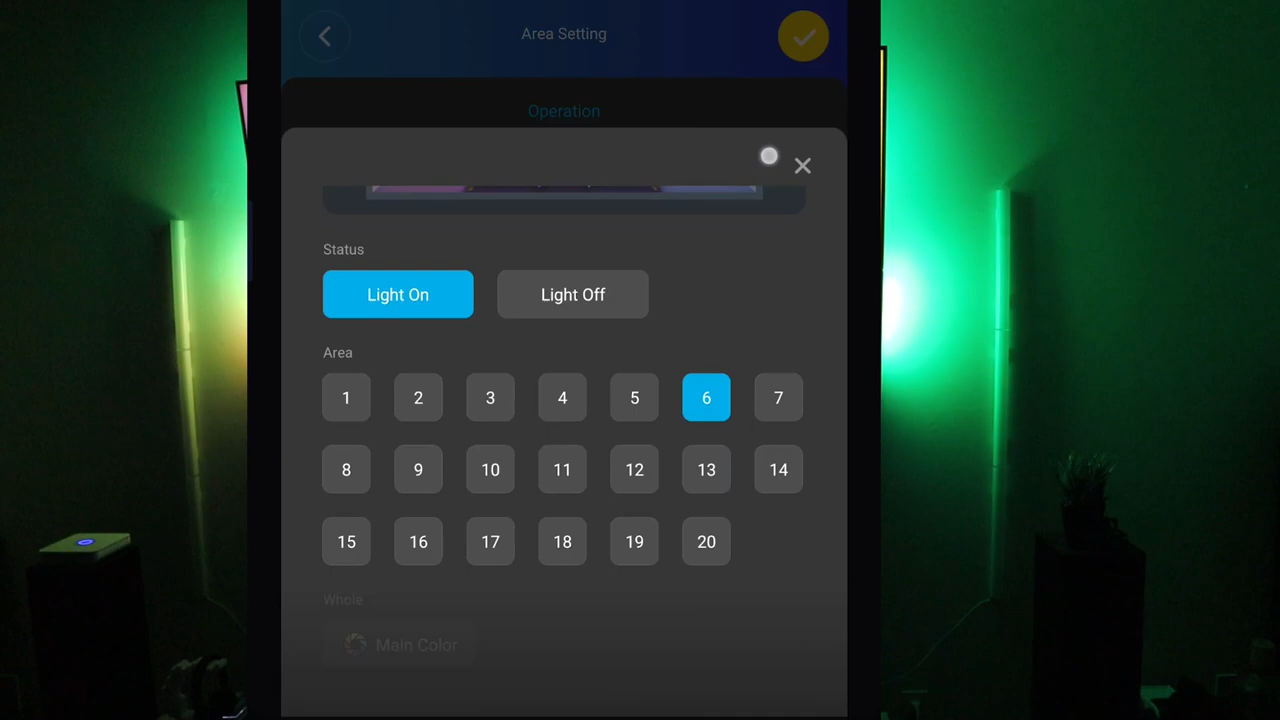 Area Setting
Operation
Status
Light On Light Off
Area
1 2 3 4 5 6 7
8 9 10 11 12 13 14
15 16 17 18 19 20
Whole
Main Color